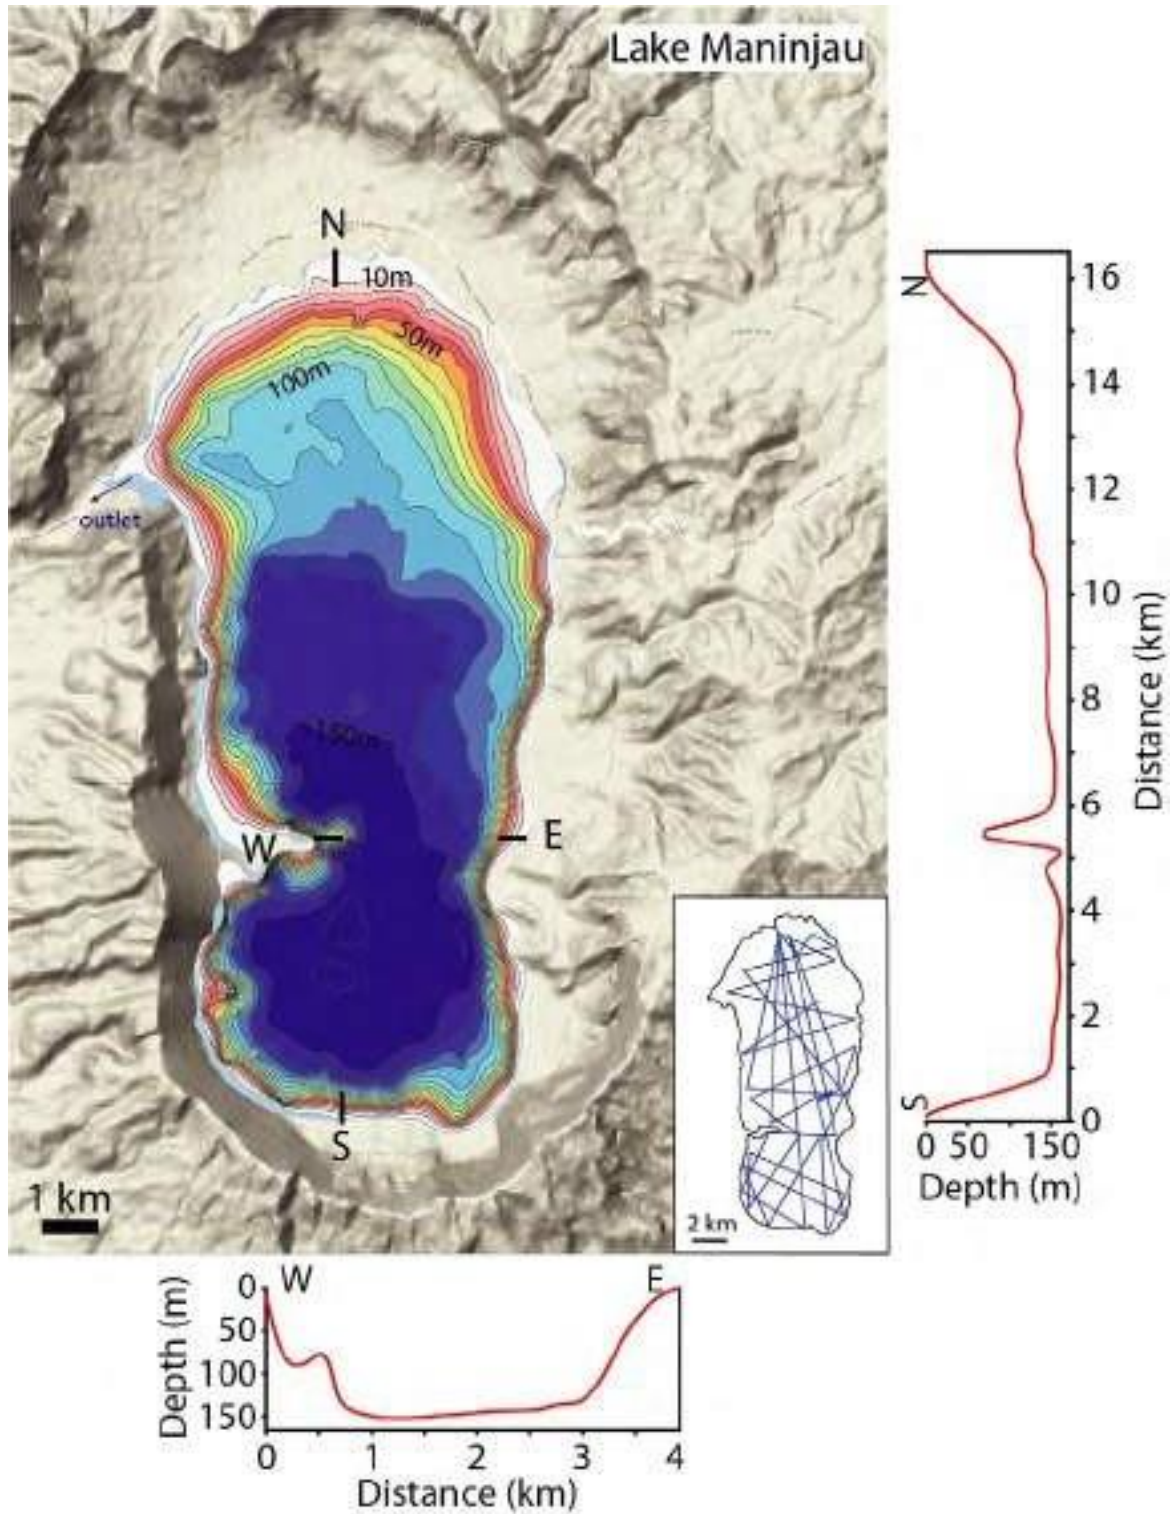 Lake Maninjau
N
10m
50m
100m
outlet
>150m
W
E
S
1 km
2 km
N
16
14
12
10
8
6
4
2
0
S
Distance (km)
0 50 150
Depth (m)
W
E
0
50
100
150
Depth (m)
0 1 2 3 4
Distance (km)